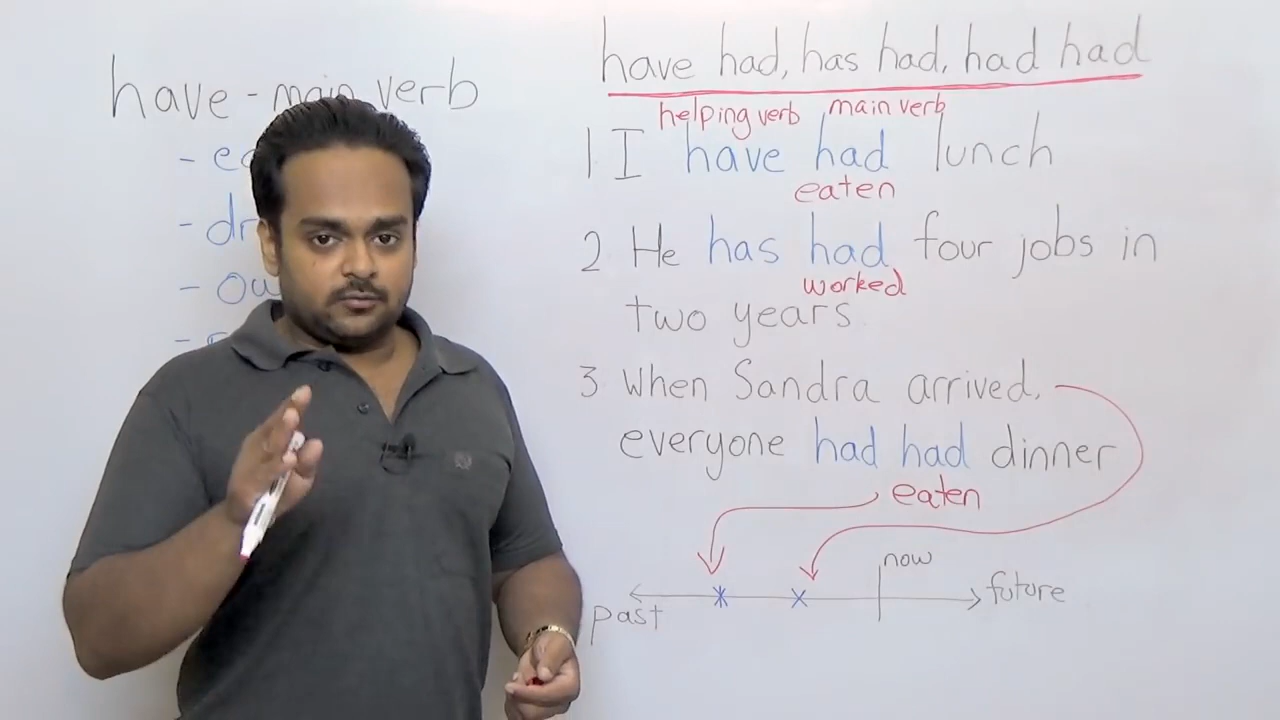 have - main verb
have had, has had, had had
helping verb main verb
1 I have had lunch
eaten
2 He has had four jobs in
worked
two years
3 When Sandra arrived,
everyone had had dinner
eaten
now
past
future